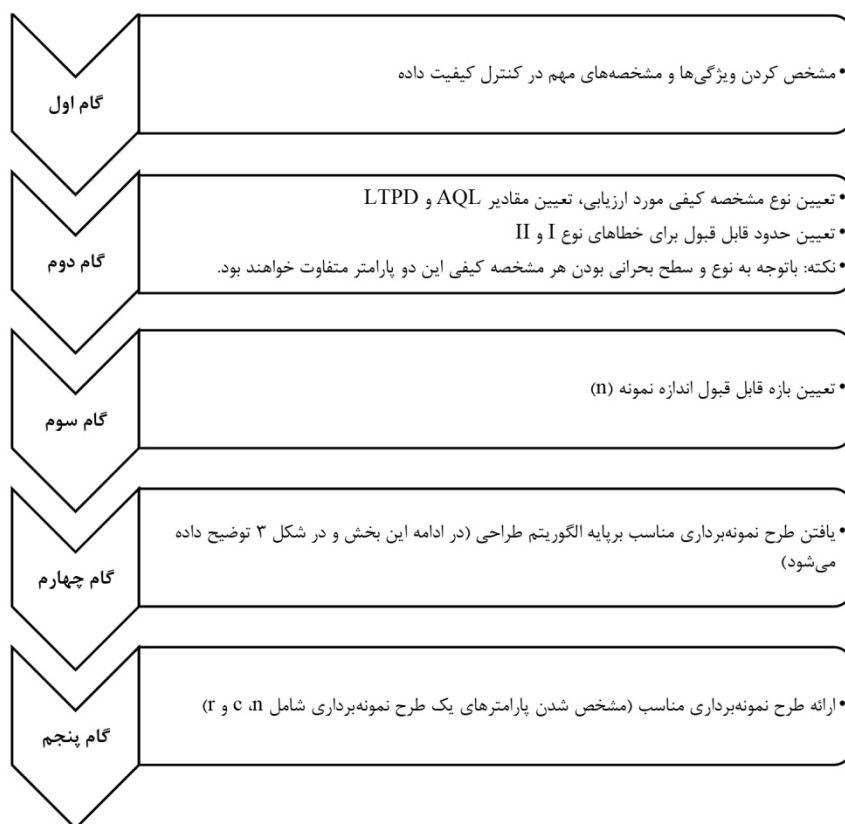 گام اول
•مشخص کردن ویژگی‌ها و مشخصه‌های مهم در کنترل کیفیت داده
گام دوم
•تعیین نوع مشخصه کیفی مورد ارزیابی، تعیین مقادیر AQL و LTPD
•تعیین حدود قابل قبول برای خطاهای نوع I و II
•نکته: باتوجه به نوع و سطح بحرانی بودن هر مشخصه کیفی این دو پارامتر متفاوت خواهند بود.
گام سوم
•تعیین بازه قابل قبول اندازه نمونه (n)
گام چهارم
•یافتن طرح نمونه‌برداری مناسب برپایه الگوریتم طراحی (در ادامه این بخش و در شکل ۳ توضیح داده
می‌شود)
گام پنجم
•ارائه طرح نمونه‌برداری مناسب (مشخص شدن پارامترهای یک طرح نمونه‌برداری شامل n، c و r)